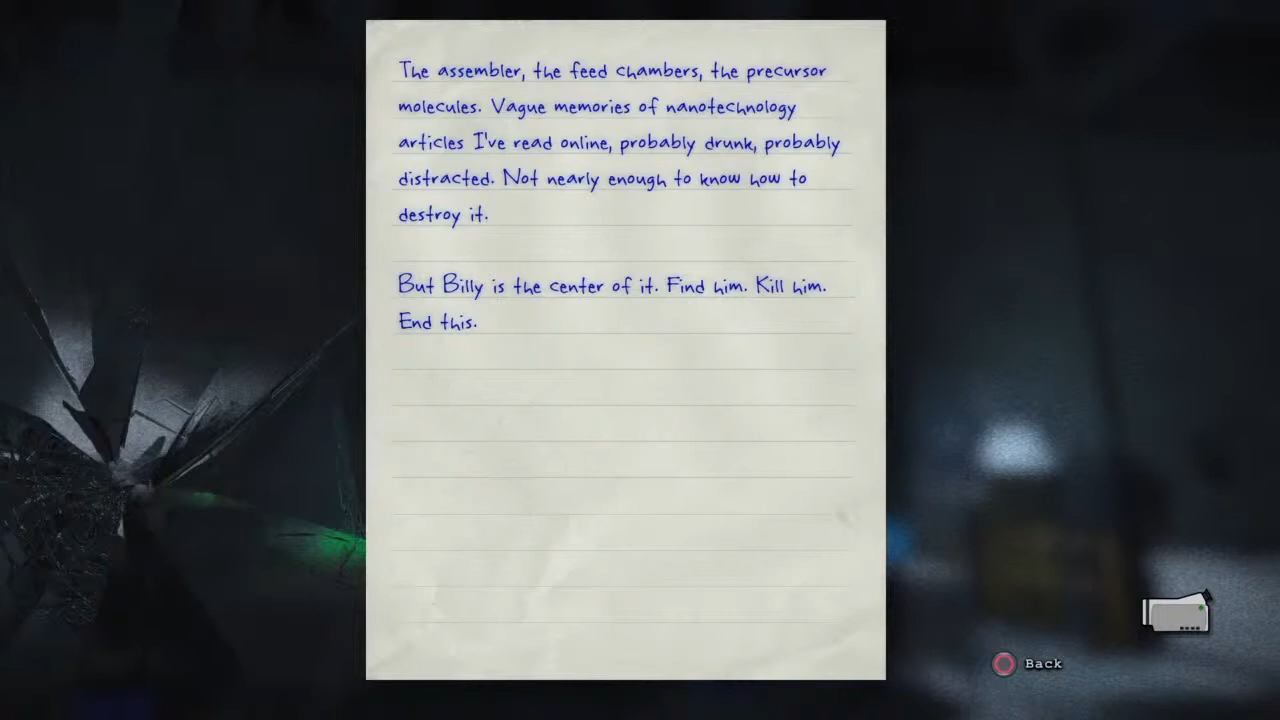 The assembler, the feed chambers, the precursor
molecules. Vague memories of nanotechnology
articles I've read online, probably drunk, probably
distracted. Not nearly enough to know how to
destroy it.
But Billy is the center of it. Find him. Kill him.
End this.
Back